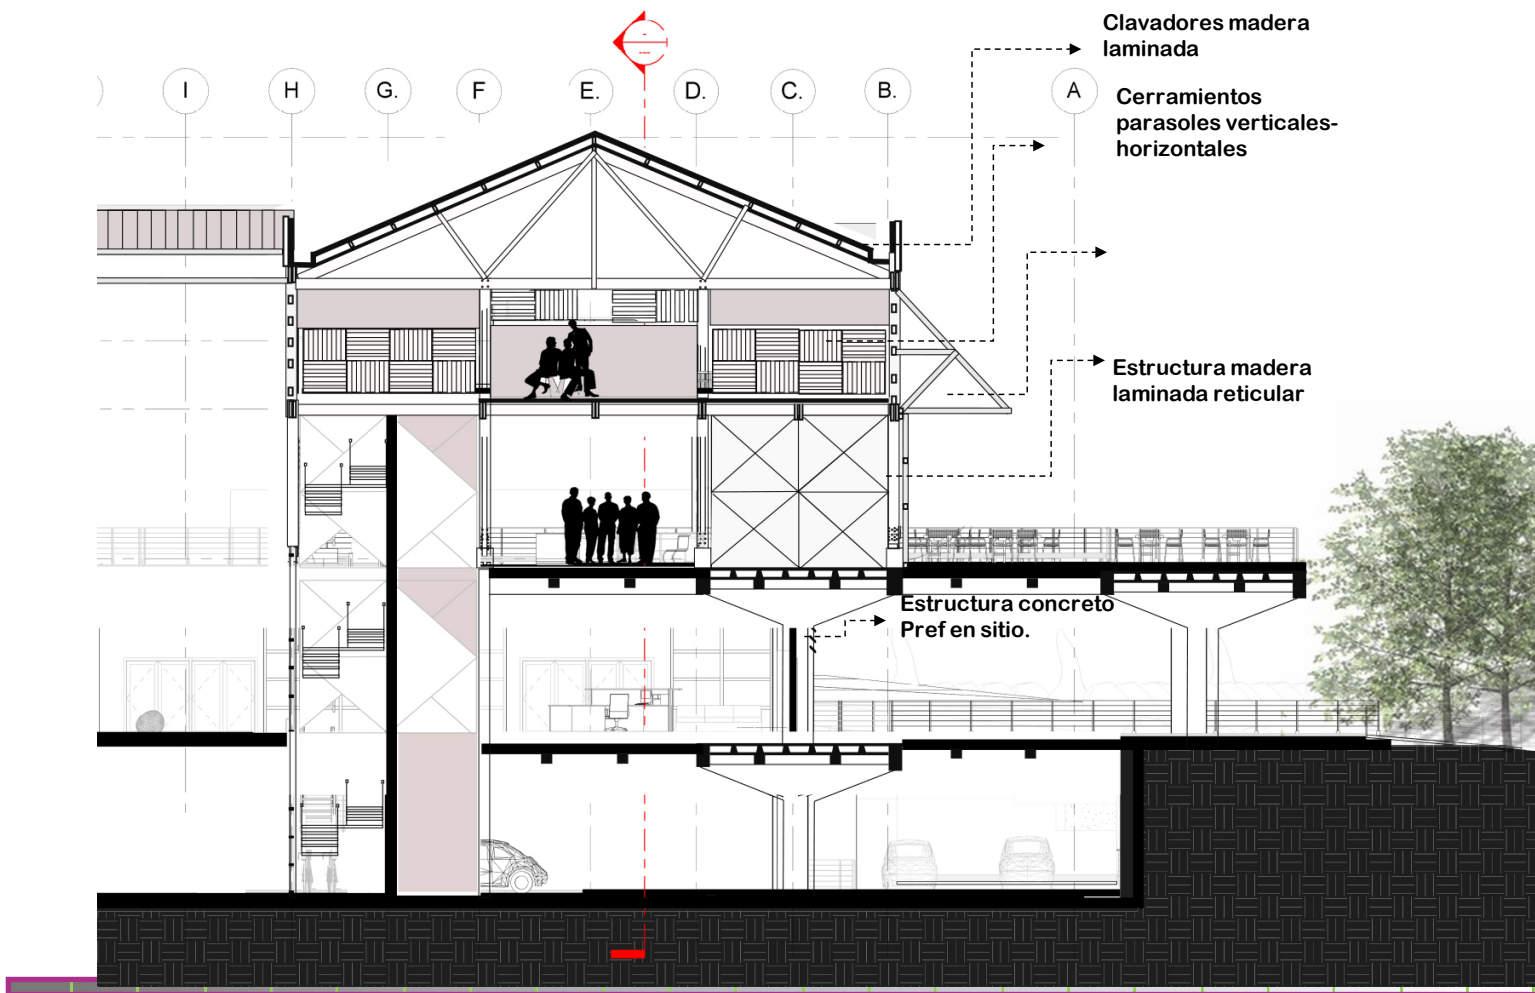 Clavadores madera
laminada
I
H
G.
F
E.
D.
C.
B.
A
Cerramientos
parasoles verticales-
horizontales
Estructura madera
laminada reticular
Estructura concreto
Pref en sitio.